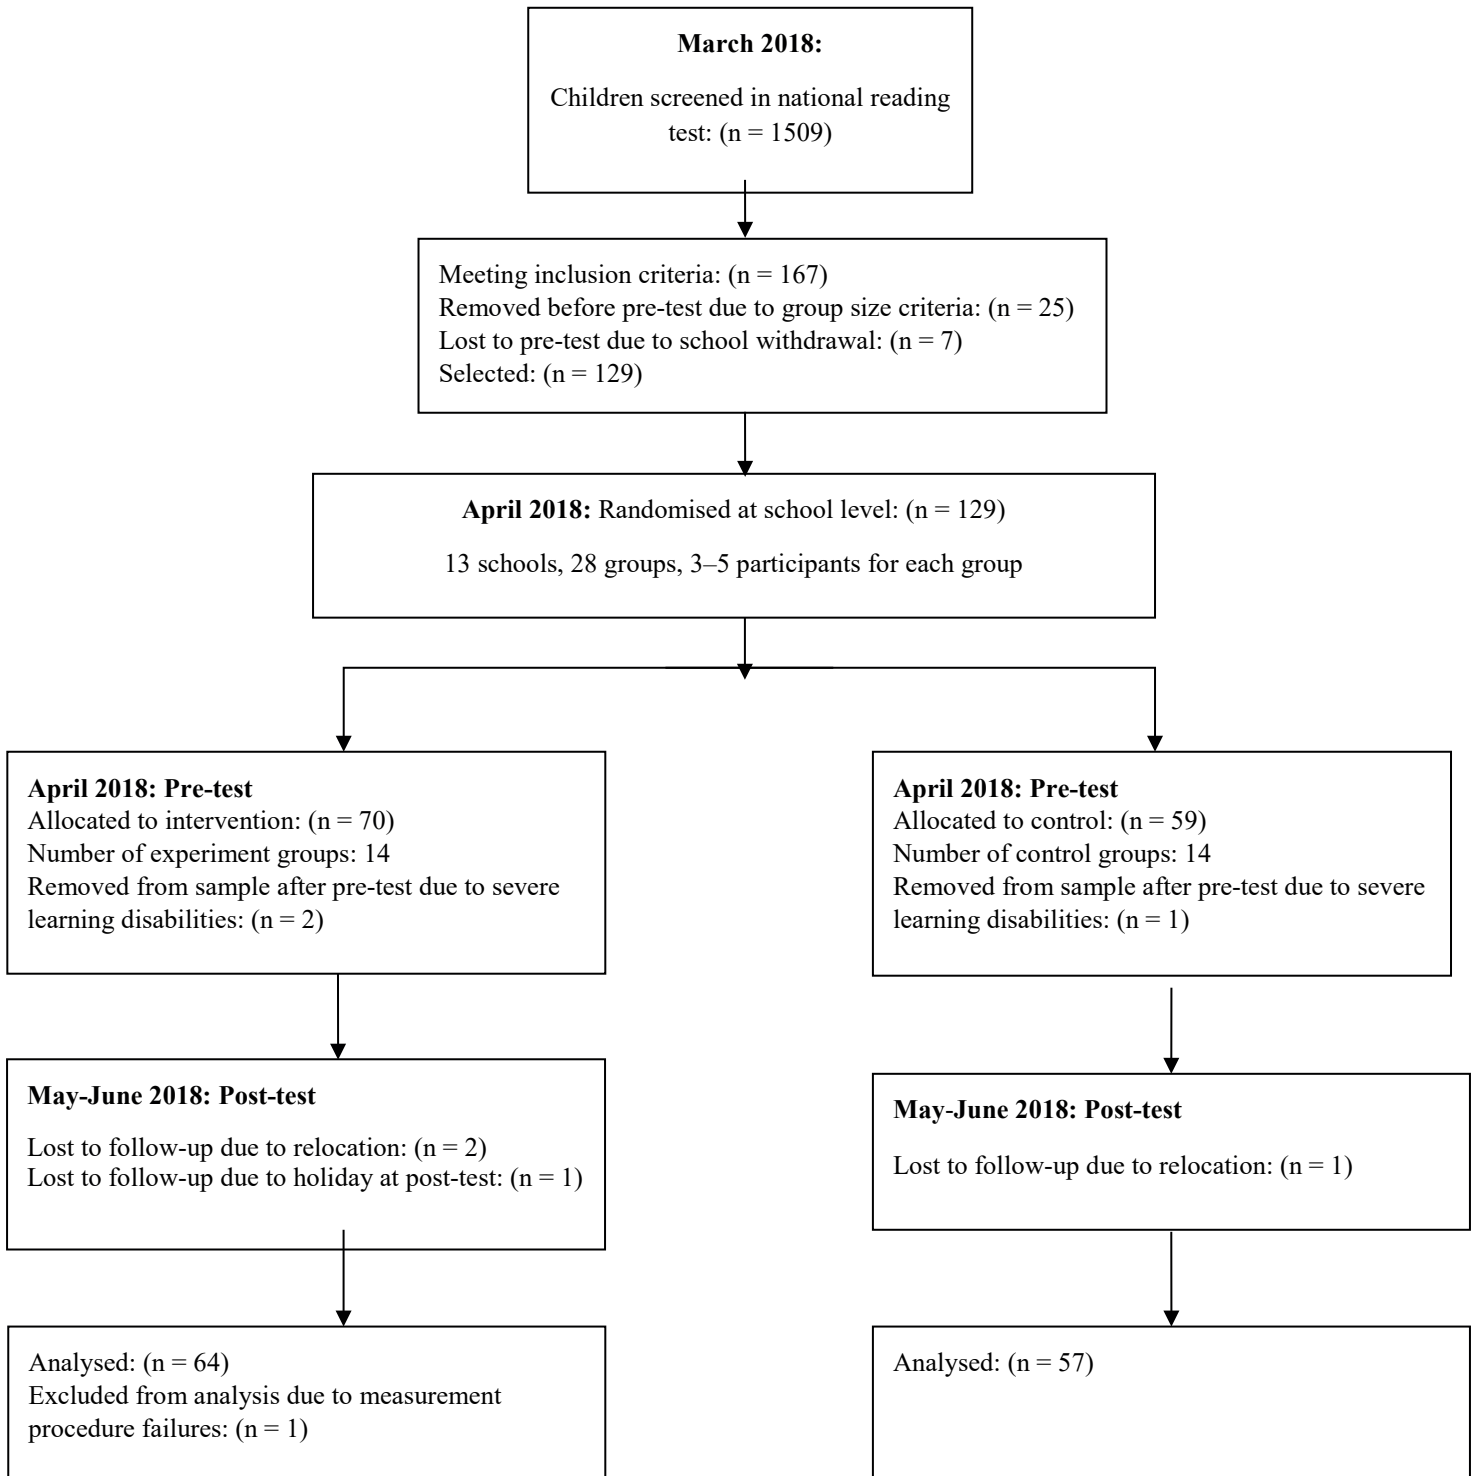 March 2018:
Children screened in national reading
test: (n = 1509)
Meeting inclusion criteria: (n = 167)
Removed before pre-test due to group size criteria: (n = 25)
Lost to pre-test due to school withdrawal: (n = 7)
Selected: (n = 129)
April 2018: Randomised at school level: (n = 129)
13 schools, 28 groups, 3–5 participants for each group
April 2018: Pre-test
Allocated to intervention: (n = 70)
Number of experiment groups: 14
Removed from sample after pre-test due to severe
learning disabilities: (n = 2)
April 2018: Pre-test
Allocated to control: (n = 59)
Number of control groups: 14
Removed from sample after pre-test due to severe
learning disabilities: (n = 1)
May-June 2018: Post-test
Lost to follow-up due to relocation: (n = 2)
Lost to follow-up due to holiday at post-test: (n = 1)
May-June 2018: Post-test
Lost to follow-up due to relocation: (n = 1)
Analysed: (n = 64)
Excluded from analysis due to measurement
procedure failures: (n = 1)
Analysed: (n = 57)